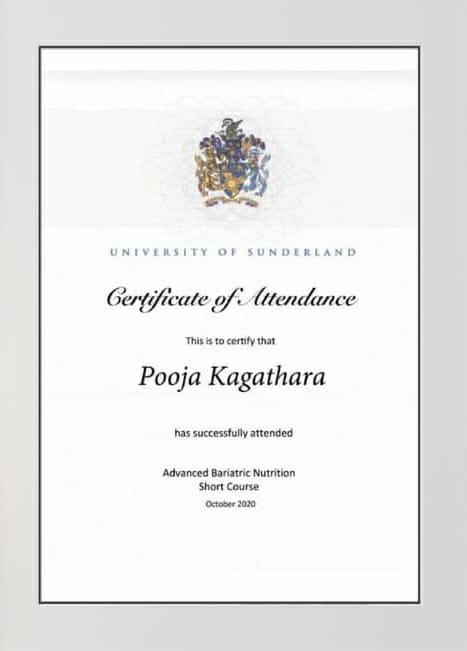 UNIVERSITY OF SUNDERLAND
Certificate of Attendance
This is to certify that
Pooja Kagathara
has successfully attended
Advanced Bariatric Nutrition
Short Course
October 2020